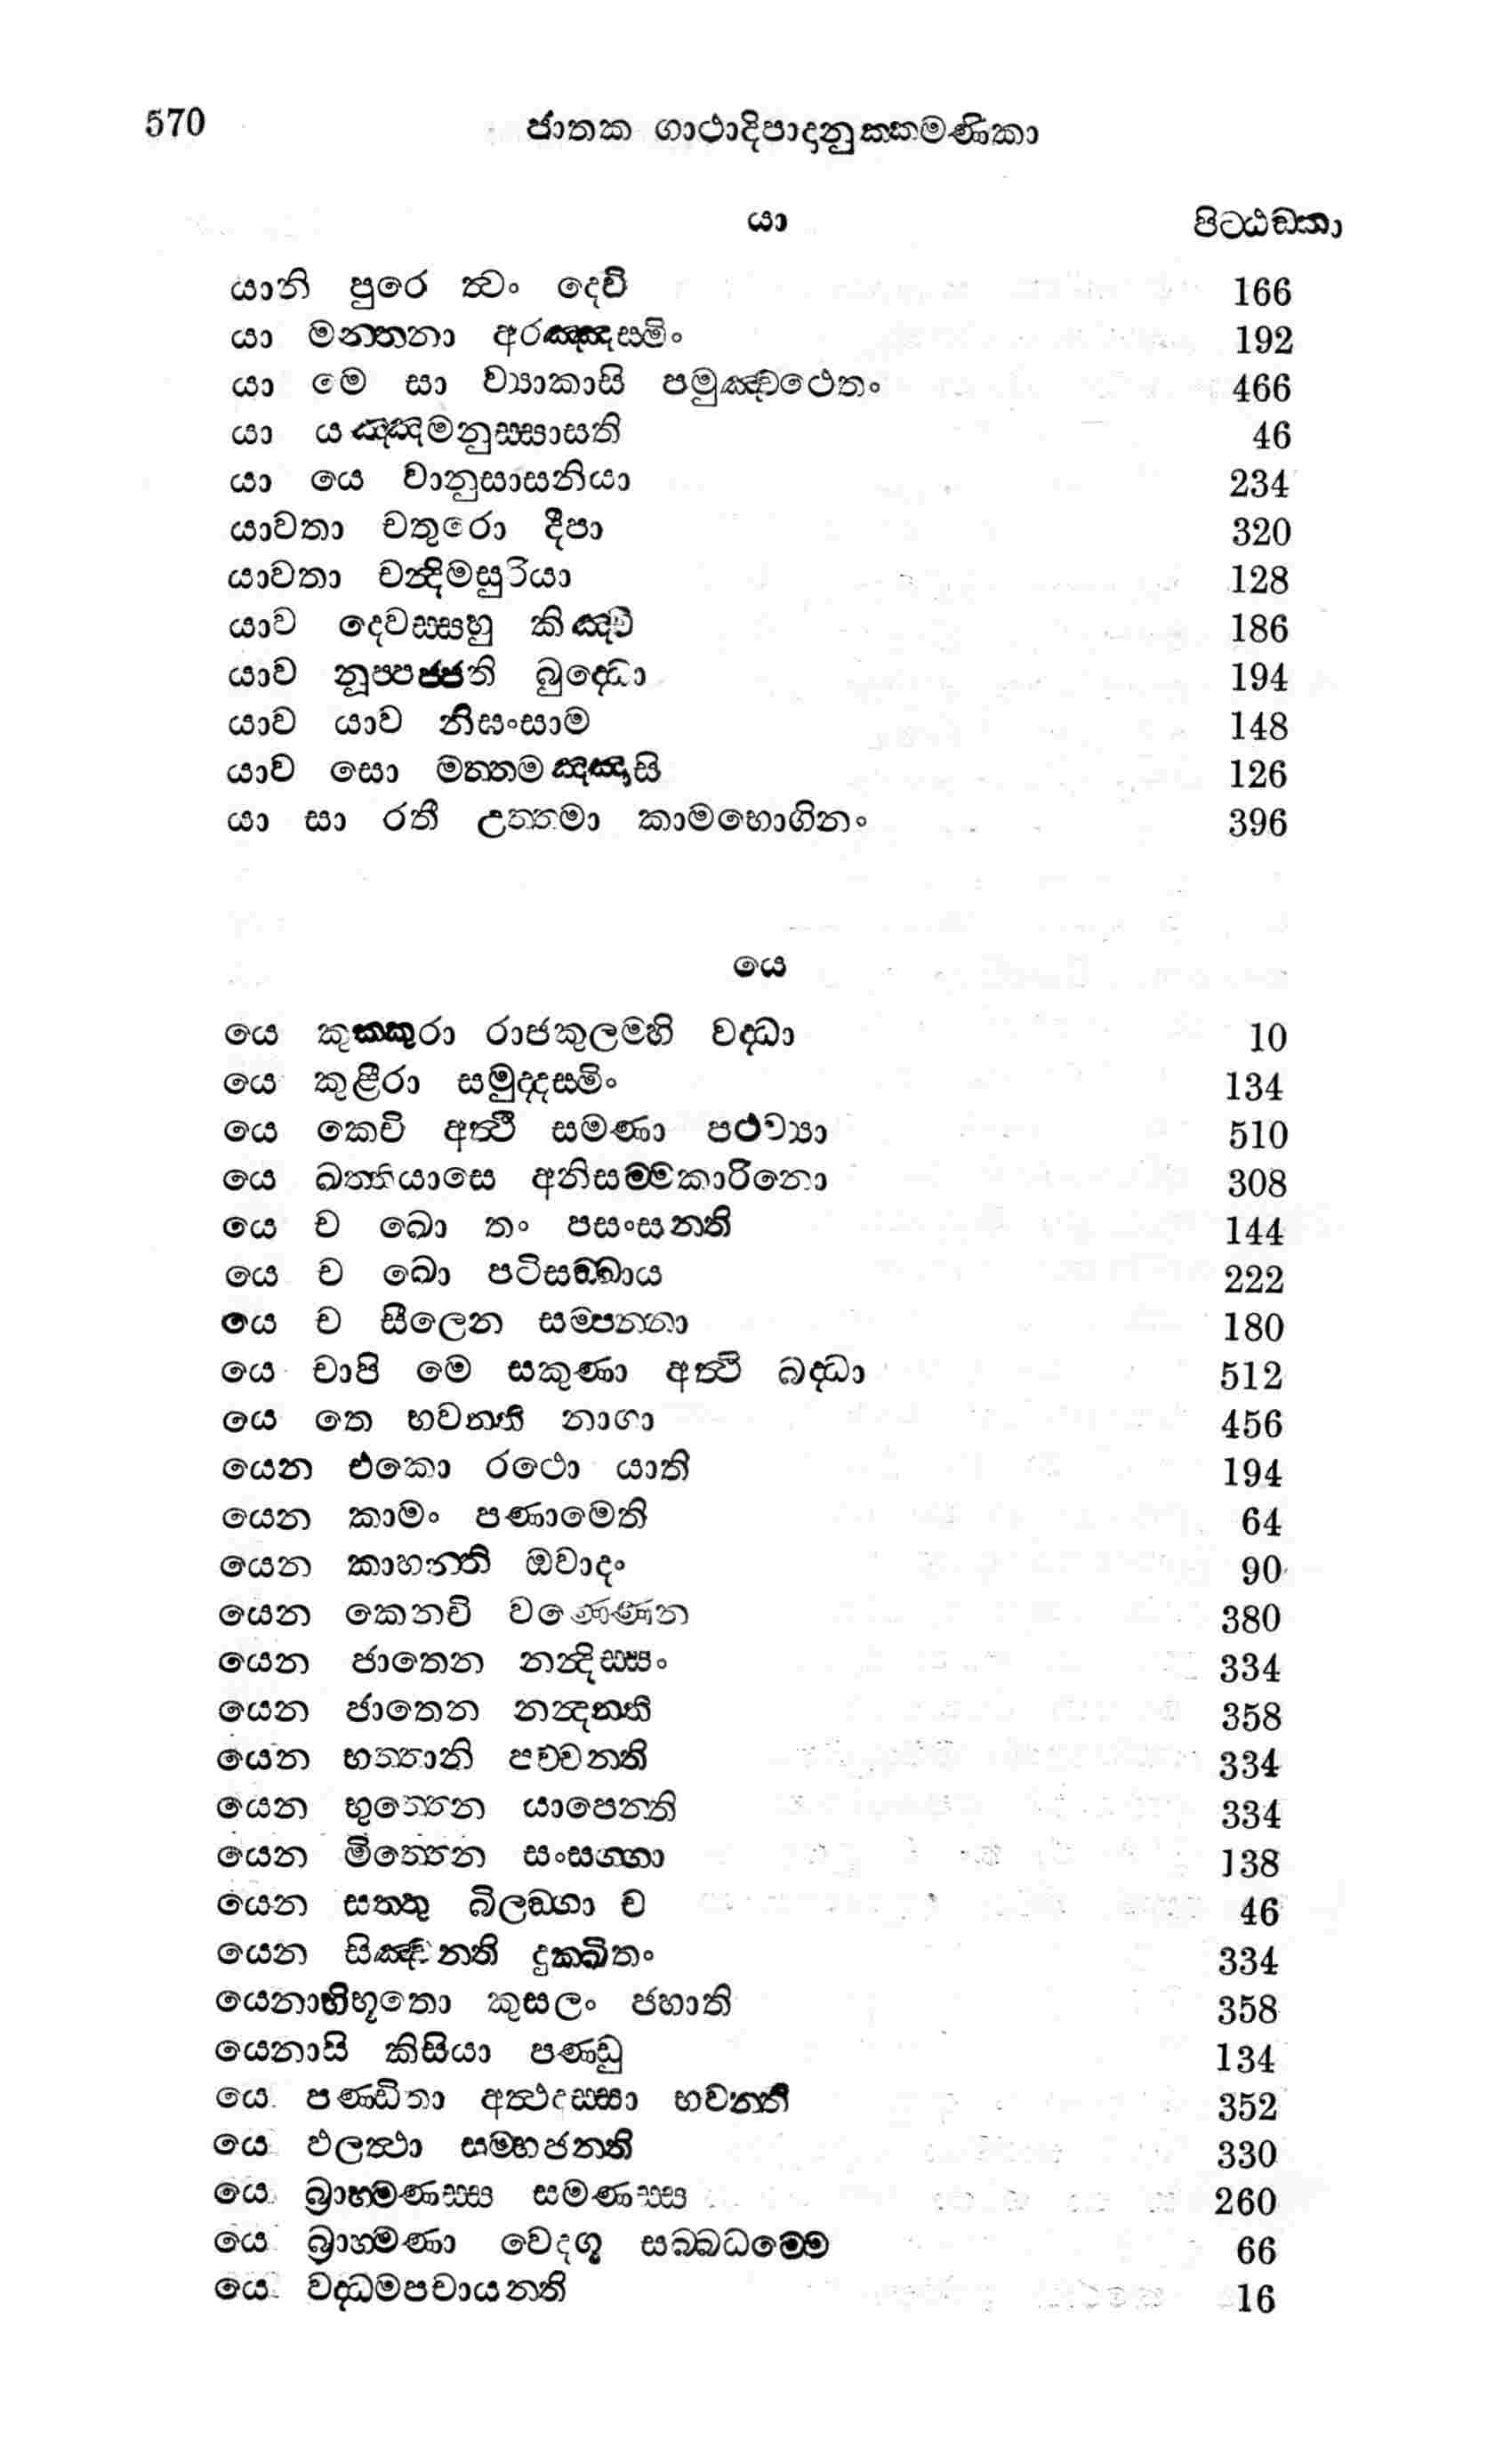 570 ජාතක ගාථාදිපාදානුක්කමණිකා
යා පිට්ඨඞ්කා
යානි පුරෙ ත්වං දෙවි 166
යා මන්තනා අරඤ්ඤස්මිං 192
යා මෙ සා ව්‍යාකාසි පමුඤ්චථෙතං 466
යා යඤ්ඤමනුස්සාසති 46
යා යෙ වානුසාසනියා 234
යාවතා චතුරො දීපා 320
යාවතා චන්දිමසුරියා 128
යාව දෙවස්සහු කිඤ්චි 186
යාව නූප්පජ්ජති බුද්ධො 194
යාව යාව නිඝංසාම 148
යාව සො මත්තමඤ්ඤාසි 126
යා සා රතී උත්තමා කාමභොගිනං 396
යෙ
යෙ කුක්කුරා රාජකුලම්හි වද්ධා 10
යෙ කුළීරා සමුද්දස්මිං 134
යෙ කෙචි අත්ථි සමණා පථව්‍යා 510
යෙ ඛත්තියාසෙ අනිසම්මකාරිනො 308
යෙ ච ඛො තං පසංසන්ති 144
යෙ ච ඛො පටිසඞ්ඛාය 222
යෙ ච සීලෙන සම්පන්නා 180
යෙ චාපි මෙ සකුණා අත්ථි බද්ධා 512
යෙ තෙ භවන්ති නාගා 456
යෙන එකො රථො යාති 194
යෙන කාමං පණාමෙති 64
යෙන කාහන්ති ඔවාදං 90
යෙන කෙනචි වණ්ණෙන 380
යෙන ජාතෙන නන්දිස්සං 334
යෙන ජාතෙන නන්දන්ති 358
යෙන භත්තානි පච්චන්ති 334
යෙන භුත්තෙන යාපෙන්ති 334
යෙන මිත්තෙන සංසග්ගා 138
යෙන සත්තු බිලඞ්ගා ච 46
යෙන සිඤ්චන්ති දුක්ඛිතං 334
යෙනාභිභූතො කුසලං ජහාති 358
යෙනාසි කිසියා පණ්ඩු 134
යෙ පණ්ඩිතා අත්ථදස්සා භවන්ති 352
යෙ ඵලත්ථා සම්භජන්ති 330
යෙ බ්‍රාහ්මණස්ස සමණස්ස 260
යෙ බ්‍රාහ්මණා වෙදගූ සබ්බධම්මෙ 66
යෙ වද්ධමපචායන්ති 16